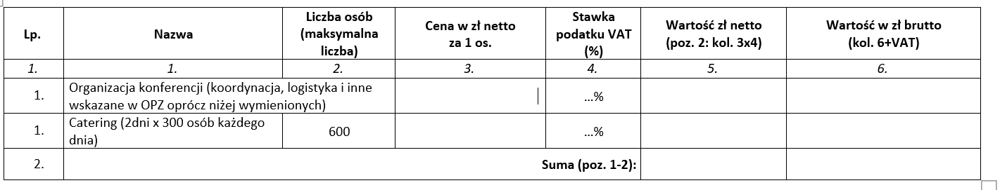 Lp.
Nazwa
Liczba osób
(maksymalna
liczba)
Cena w zł netto
za 1 os.
Stawka
podatku VAT
(%)
Wartość zł netto
(poz. 2: kol. 3x4)
Wartość w zł brutto
(kol. 6+VAT)
1. 1. 2. 3. 4. 5. 6.
1. Organizacja konferencji (koordynacja, logistyka i inne
wskazane w OPZ oprócz niżej wymienionych)
...%
1. Catering (2dni x 300 osób każdego
dnia)
600
...%
2. Suma (poz. 1-2):